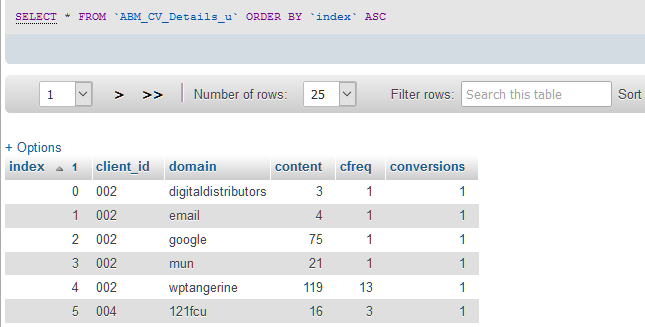 SELECT * FROM `ABM_CV_Details_u` ORDER BY `index` ASC
1 > >> Number of rows: 25 Filter rows: Search this table Sort
+ Options
index 1 client_id domain content cfreq conversions
0 002 digitaldistributors 3 1 1
1 002 email 4 1 1
2 002 google 75 1 1
3 002 mun 21 1 1
4 002 wptangerine 119 13 1
5 004 121fcu 16 3 1